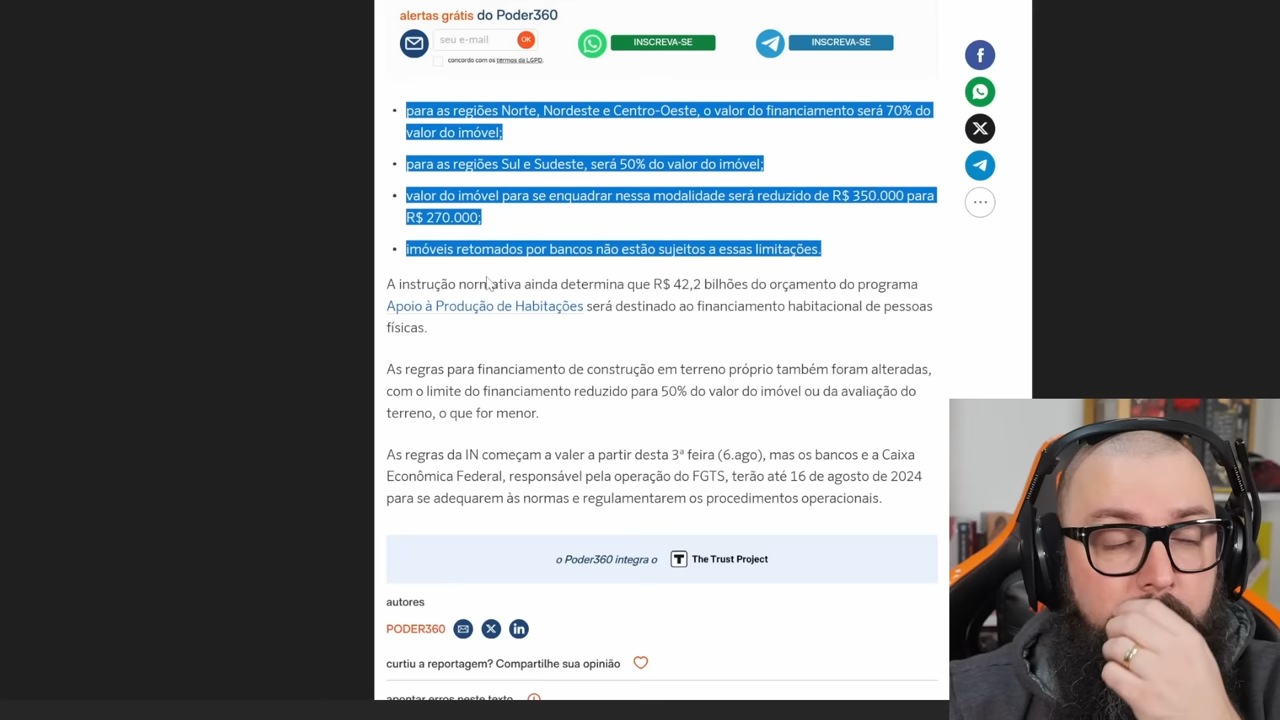 alertas grátis do Poder360
seu e-mail
OK
INSCREVA-SE
INSCREVA-SE
concordo com os termos da LGPD.
• para as regiões Norte, Nordeste e Centro-Oeste, o valor do financiamento será 70% do
valor do imóvel;
• para as regiões Sul e Sudeste, será 50% do valor do imóvel;
• valor do imóvel para se enquadrar nessa modalidade será reduzido de R$ 350.000 para
R$ 270.000;
• imóveis retomados por bancos não estão sujeitos a essas limitações.
A instrução normativa ainda determina que R$ 42,2 bilhões do orçamento do programa
Apoio à Produção de Habitações será destinado ao financiamento habitacional de pessoas
físicas.
As regras para financiamento de construção em terreno próprio também foram alteradas,
com o limite do financiamento reduzido para 50% do valor do imóvel ou da avaliação do
terreno, o que for menor.
As regras da IN começam a valer a partir desta 3ª feira (6.ago), mas os bancos e a Caixa
Econômica Federal, responsável pela operação do FGTS, terão até 16 de agosto de 2024
para se adequarem às normas e regulamentarem os procedimentos operacionais.
o Poder360 integra o T The Trust Project
autores
PODER360
curtiu a reportagem? Compartilhe sua opinião
apontar erros neste texto